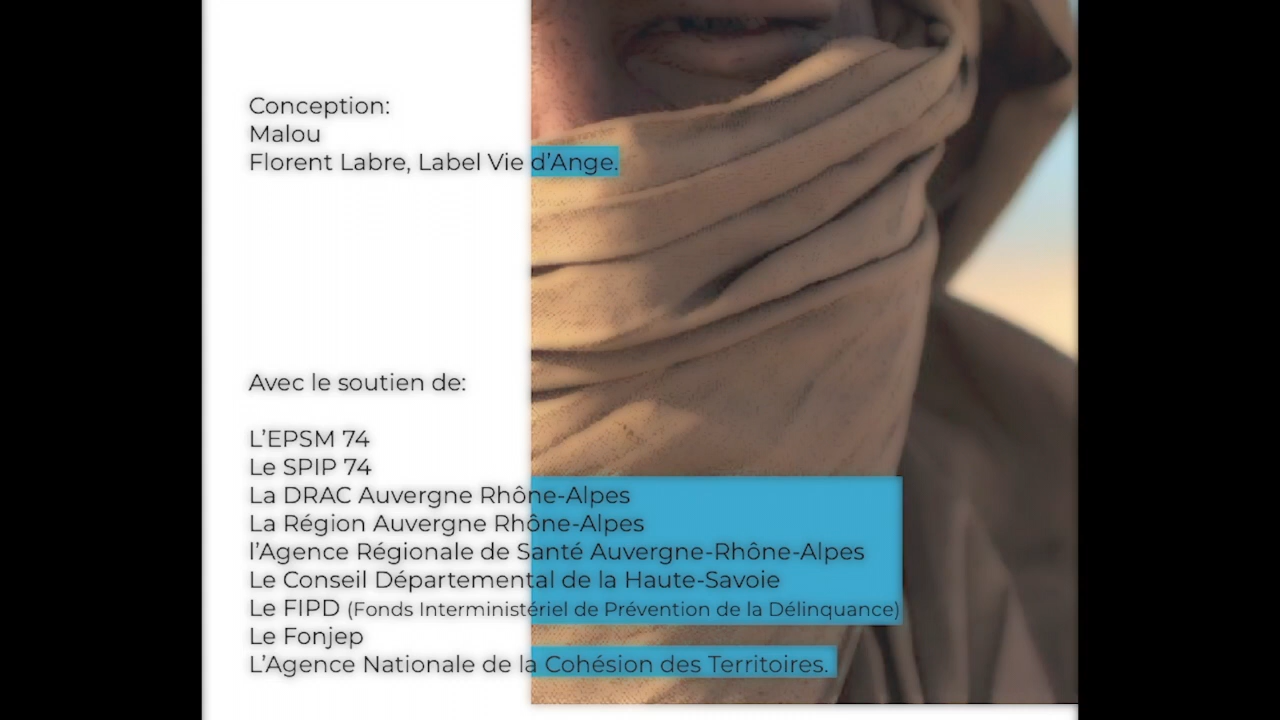 Conception:
Malou
Florent Labre, Label Vie d’Ange.
Avec le soutien de:
L’EPSM 74
Le SPIP 74
La DRAC Auvergne Rhône-Alpes
La Région Auvergne Rhône-Alpes
l’Agence Régionale de Santé Auvergne-Rhône-Alpes
Le Conseil Départemental de la Haute-Savoie
Le FIPD (Fonds Interministériel de Prévention de la Délinquance)
Le Fonjep
L’Agence Nationale de la Cohésion des Territoires.